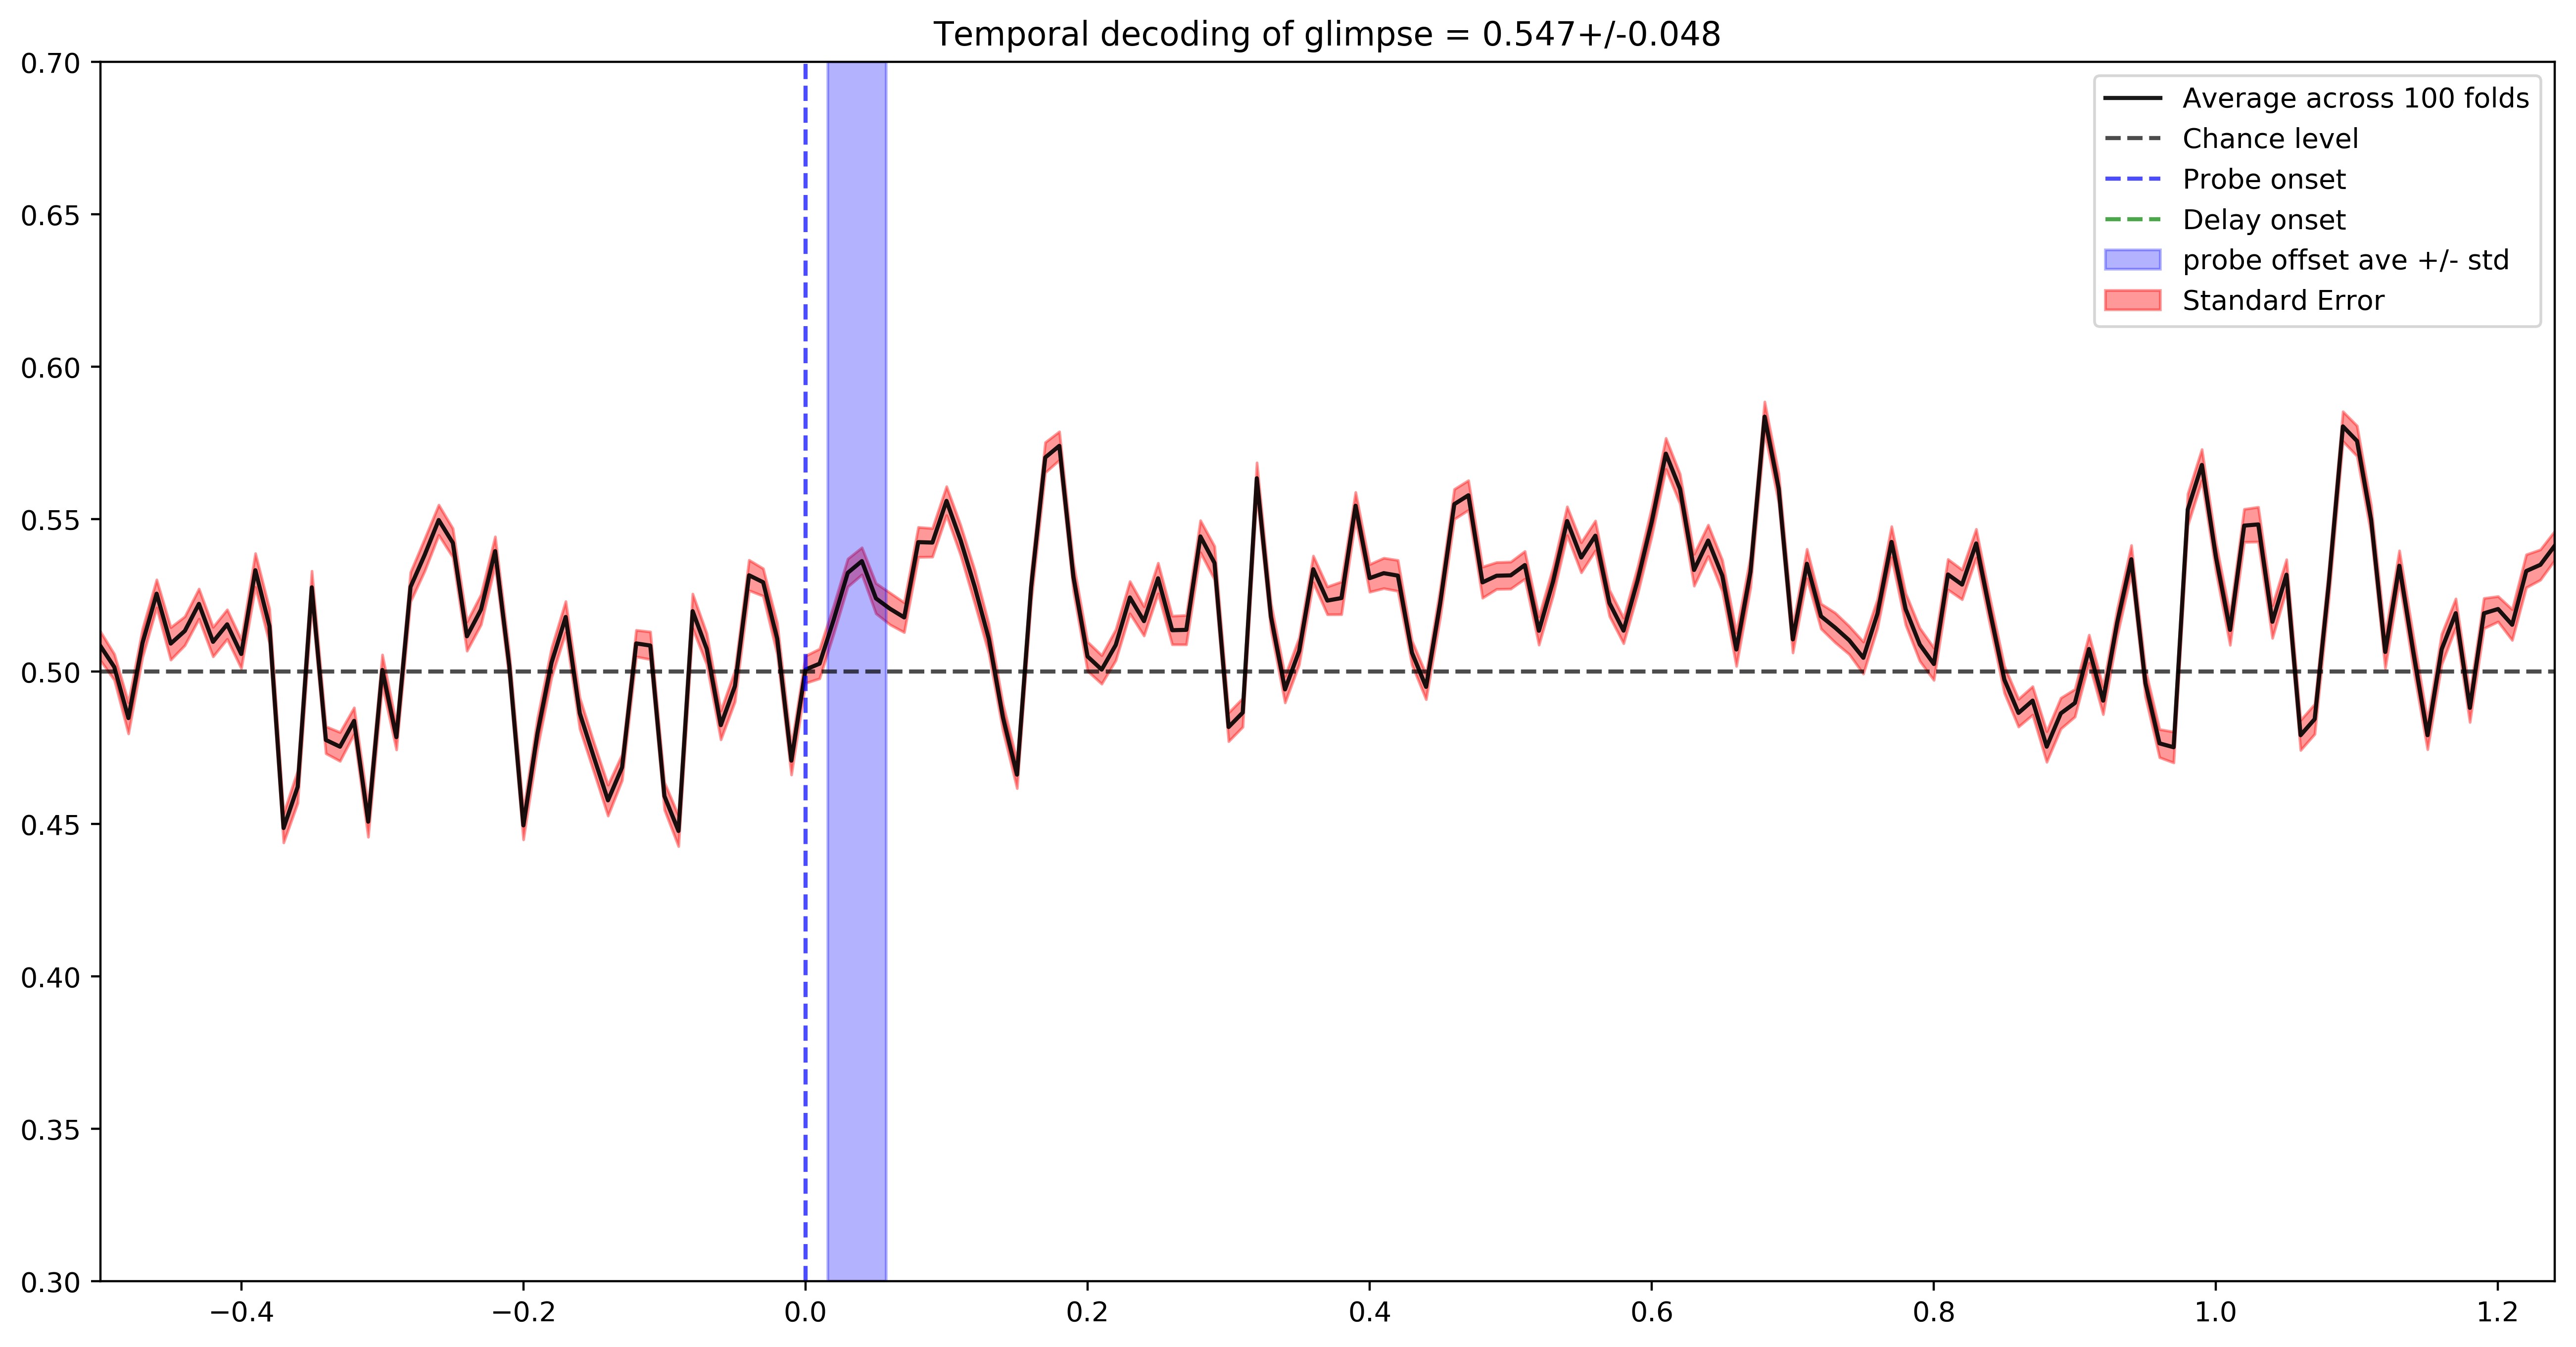 Temporal decoding of glimpse = 0.547+/-0.048
0.70
0.65
0.60
0.55
0.50
0.45
0.40
0.35
0.30
Average across 100 folds
Chance level
Probe onset
Delay onset
probe offset ave +/- std
Standard Error
−0.4 −0.2 0.0 0.2 0.4 0.6 0.8 1.0 1.2